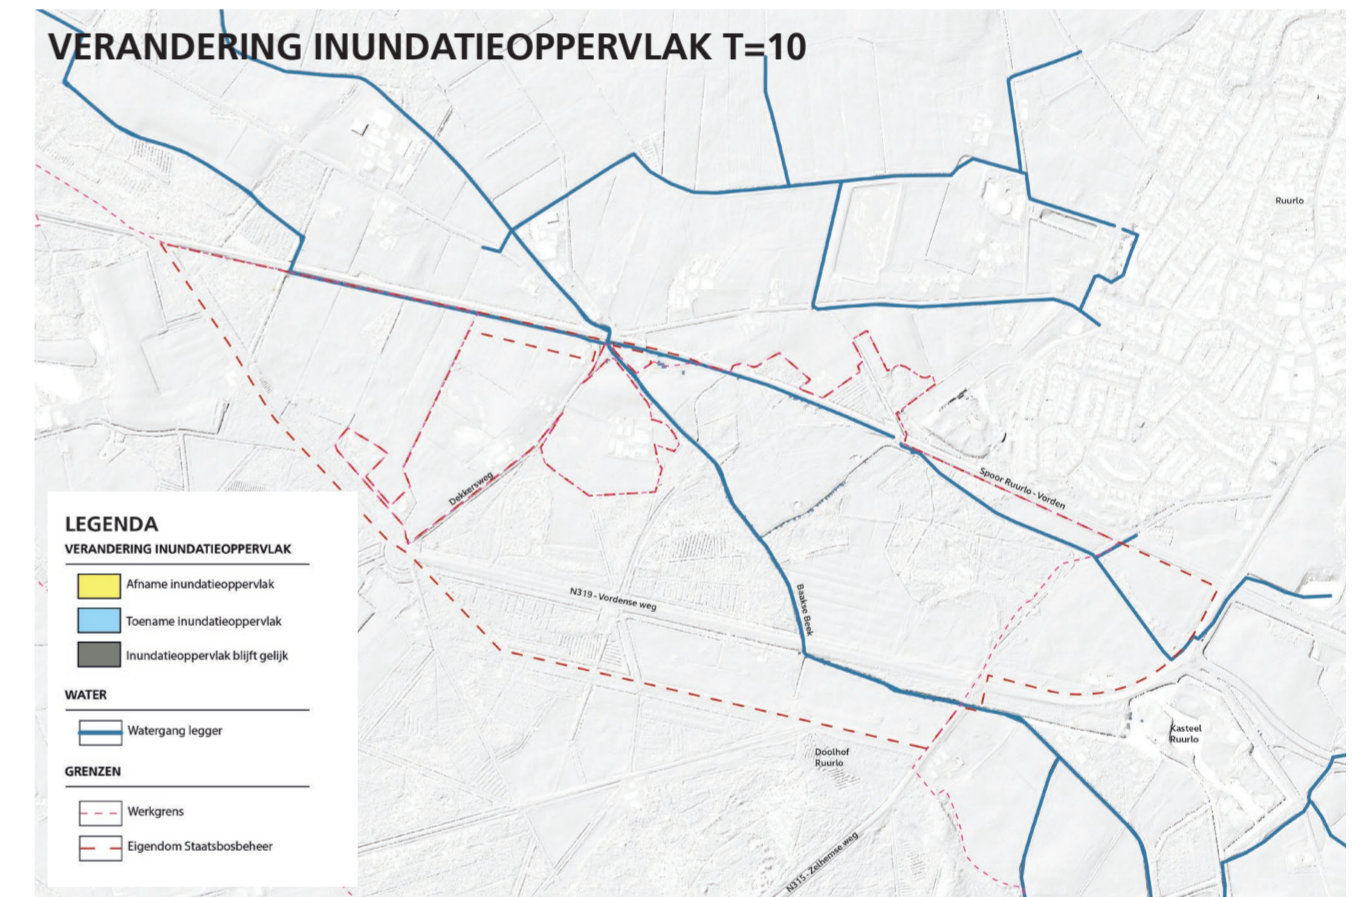 VERANDERING INUNDATIEOPPERVLAK T=10
Ruurlo
Spoor Ruurlo - Vorden
Dekkersweg
N319 - Vordense weg
Baakse Beek
Kasteel
Ruurlo
Doolhof
Ruurlo
N315 - Zelhemse weg
LEGENDA
VERANDERING INUNDATIEOPPERVLAK
Afname inundatieoppervlak
Toename inundatieoppervlak
Inundatieoppervlak blijft gelijk
WATER
Watergang legger
GRENZEN
Werkgrens
Eigendom Staatsbosbeheer